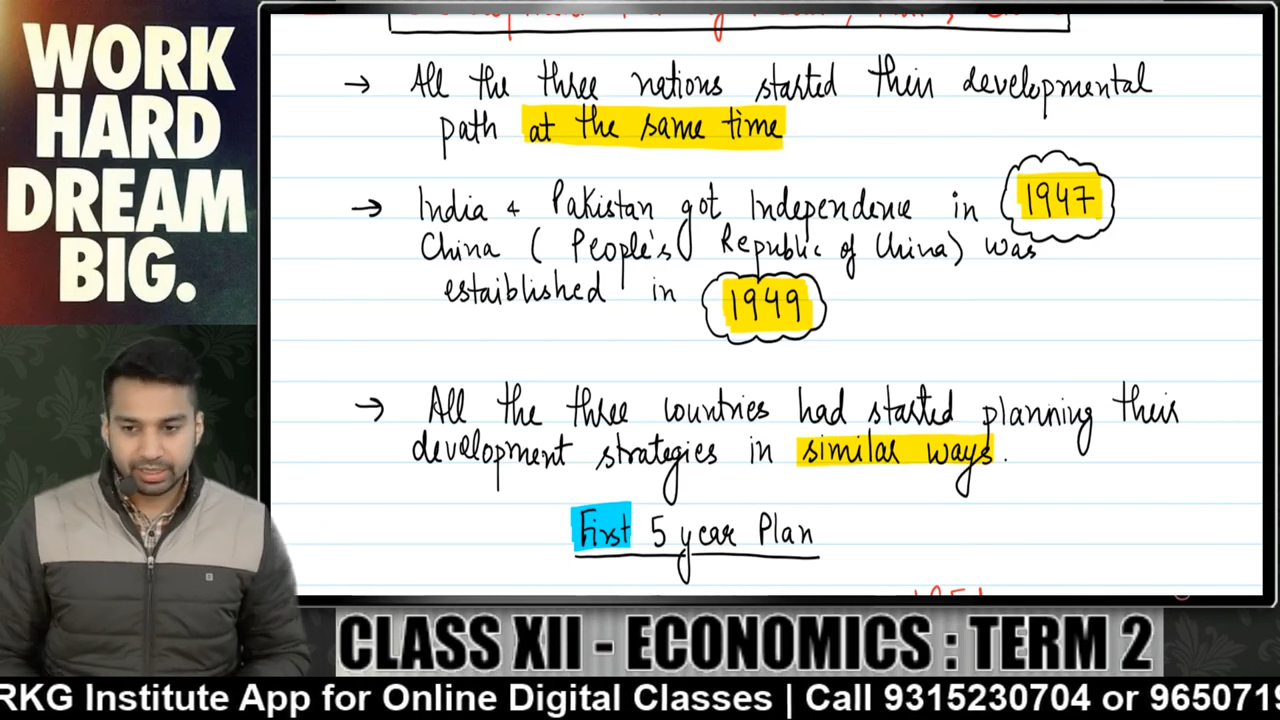 WORK
HARD
DREAM
BIG.
→ All the three nations started their developmental
path at the same time
→ India & Pakistan got Independence in 1947
China ( People's Republic of China) was
estaiblished in 1949
→ All the three countries had started planning their
development strategies in similar ways.
First 5 year Plan
CLASS XII - ECONOMICS : TERM 2
RKG Institute App for Online Digital Classes | Call 9315230704 or 9650719